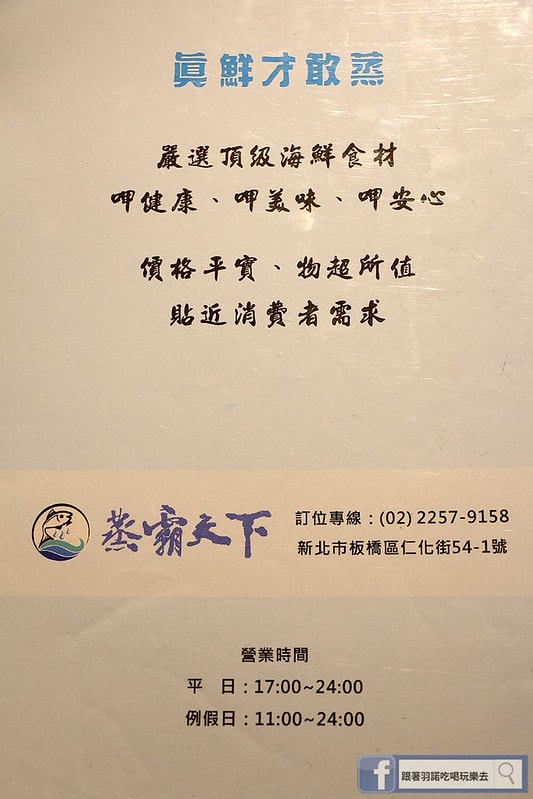 眞鮮才敢蒸
嚴選頂級海鮮食材
呷健康、呷美味、呷安心
價格平實、物超所值
貼近消費者需求
蒸霸天下
訂位專線：(02) 2257-9158
新北市板橋區仁化街54-1號
營業時間
平　日：17:00~24:00
例假日：11:00~24:00
f 跟著羽諾吃喝玩樂去